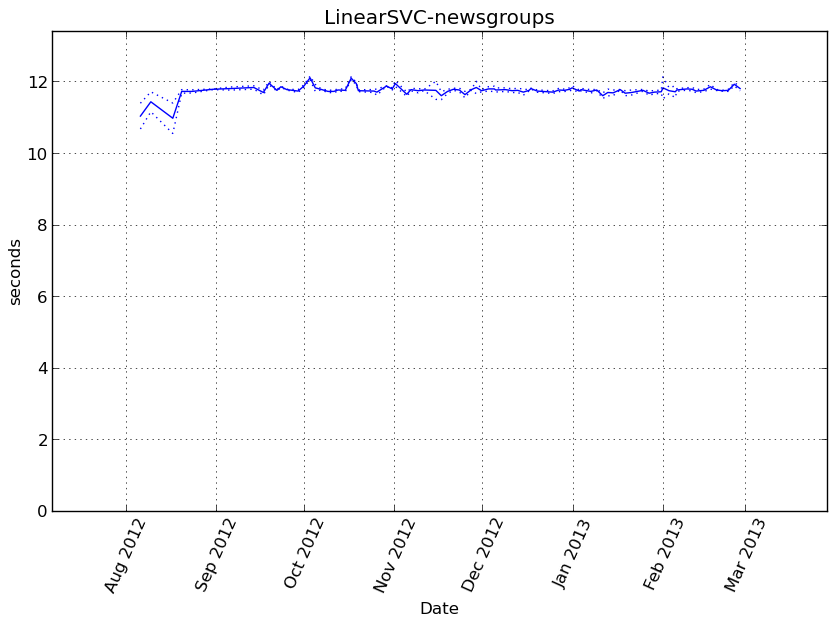 LinearSVC-newsgroups
12
10
8
6
4
2
0
seconds
Aug 2012
Sep 2012
Oct 2012
Nov 2012
Dec 2012
Jan 2013
Feb 2013
Mar 2013
Date